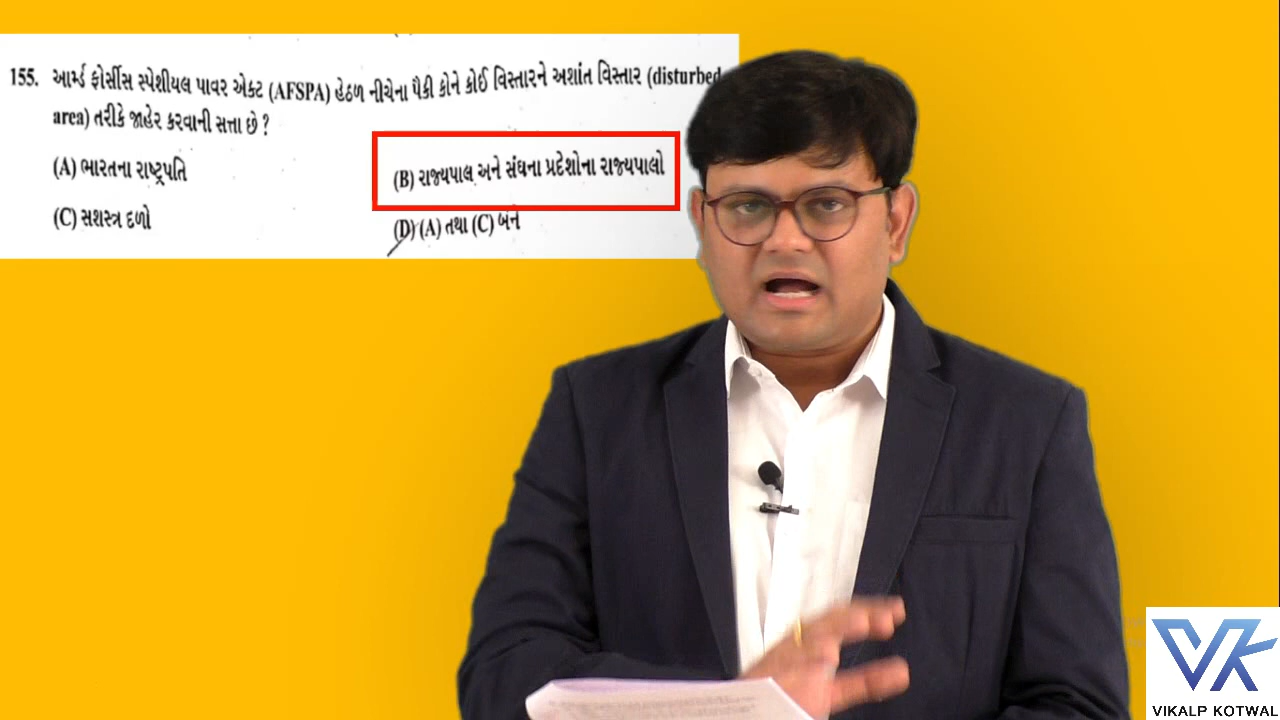 155. આર્મ્ડ ફોર્સીસ સ્પેશીયલ પાવર એક્ટ (AFSPA) હેઠળ નીચેના પૈકી કોને કોઈ વિસ્તારને અશાંત વિસ્તાર (disturbed
area) તરીકે જાહેર કરવાની સત્તા છે ?
(A) ભારતના રાષ્ટ્રપતિ
(B) રાજ્યપાલ અને સંઘના પ્રદેશોના રાજ્યપાલો
(C) સશસ્ત્ર દળો
(D) (A) તથા (C) બંને
VK
VIKALP KOTWAL